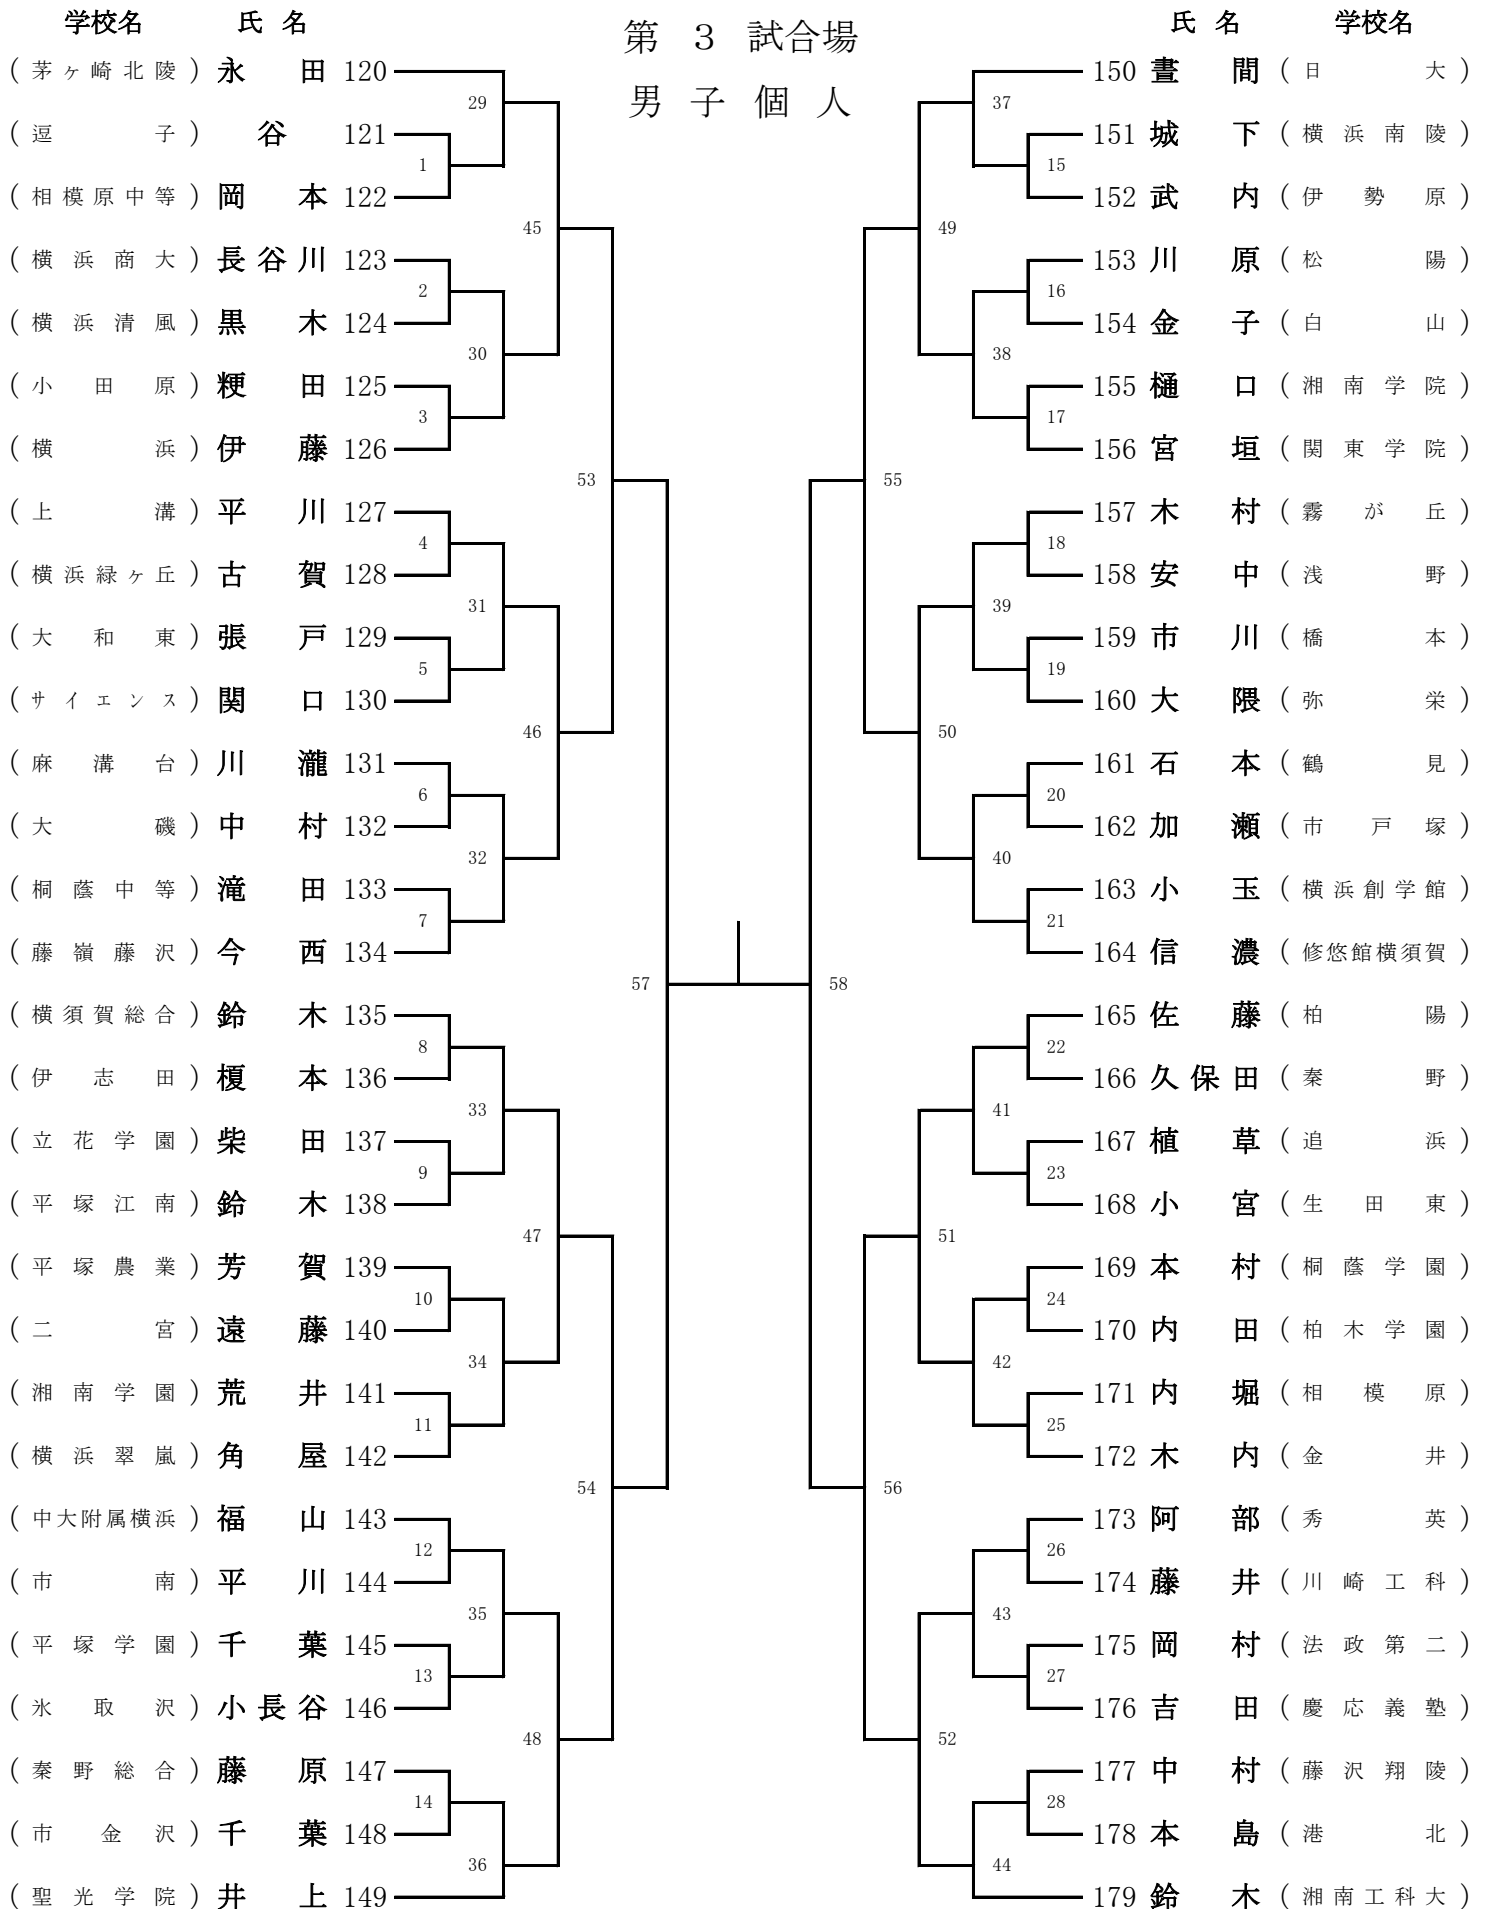 学校名 氏名 第3試合場 氏名 学校名
男子個人
(茅ヶ崎北陵) 永田 120
29
(逗子) 谷 121
1
(相模原中等) 岡本 122
45
(横浜商大) 長谷川 123
2
(横浜清風) 黒木 124
30
(小田原) 粳田 125
3
(横浜) 伊藤 126
53
(上溝) 平川 127
4
(横浜緑ヶ丘) 古賀 128
31
(大和東) 張戸 129
5
(サイエンス) 関口 130
46
(麻溝台) 川瀧 131
6
(大磯) 中村 132
32
(桐蔭中等) 滝田 133
7
(藤嶺藤沢) 今西 134
57
(横須賀総合) 鈴木 135
8
(伊志田) 榎本 136
33
(立花学園) 柴田 137
9
(平塚江南) 鈴木 138
47
(平塚農業) 芳賀 139
10
(二宮) 遠藤 140
34
(湘南学園) 荒井 141
11
(横浜翠嵐) 角屋 142
54
(中大附属横浜) 福山 143
12
(市南) 平川 144
35
(平塚学園) 千葉 145
13
(氷取沢) 小長谷 146
48
(秦野総合) 藤原 147
14
(市金沢) 千葉 148
36
(聖光学院) 井上 149
150 晝間 (日大)
37
151 城下 (横浜南陵)
15
152 武内 (伊勢原)
49
153 川原 (松陽)
16
154 金子 (白山)
38
155 樋口 (湘南学院)
17
156 宮垣 (関東学院)
55
157 木村 (霧が丘)
18
158 安中 (浅野)
39
159 市川 (橋本)
19
160 大隈 (弥栄)
50
161 石本 (鶴見)
20
162 加瀬 (市戸塚)
40
163 小玉 (横浜創学館)
21
164 信濃 (修悠館横須賀)
58
165 佐藤 (柏陽)
22
166 久保田 (秦野)
41
167 植草 (追浜)
23
168 小宮 (生田東)
51
169 本村 (桐蔭学園)
24
170 内田 (柏木学園)
42
171 内堀 (相模原)
25
172 木内 (金井)
56
173 阿部 (秀英)
26
174 藤井 (川崎工科)
43
175 岡村 (法政第二)
27
176 吉田 (慶応義塾)
52
177 中村 (藤沢翔陵)
28
178 本島 (港北)
44
179 鈴木 (湘南工科大)